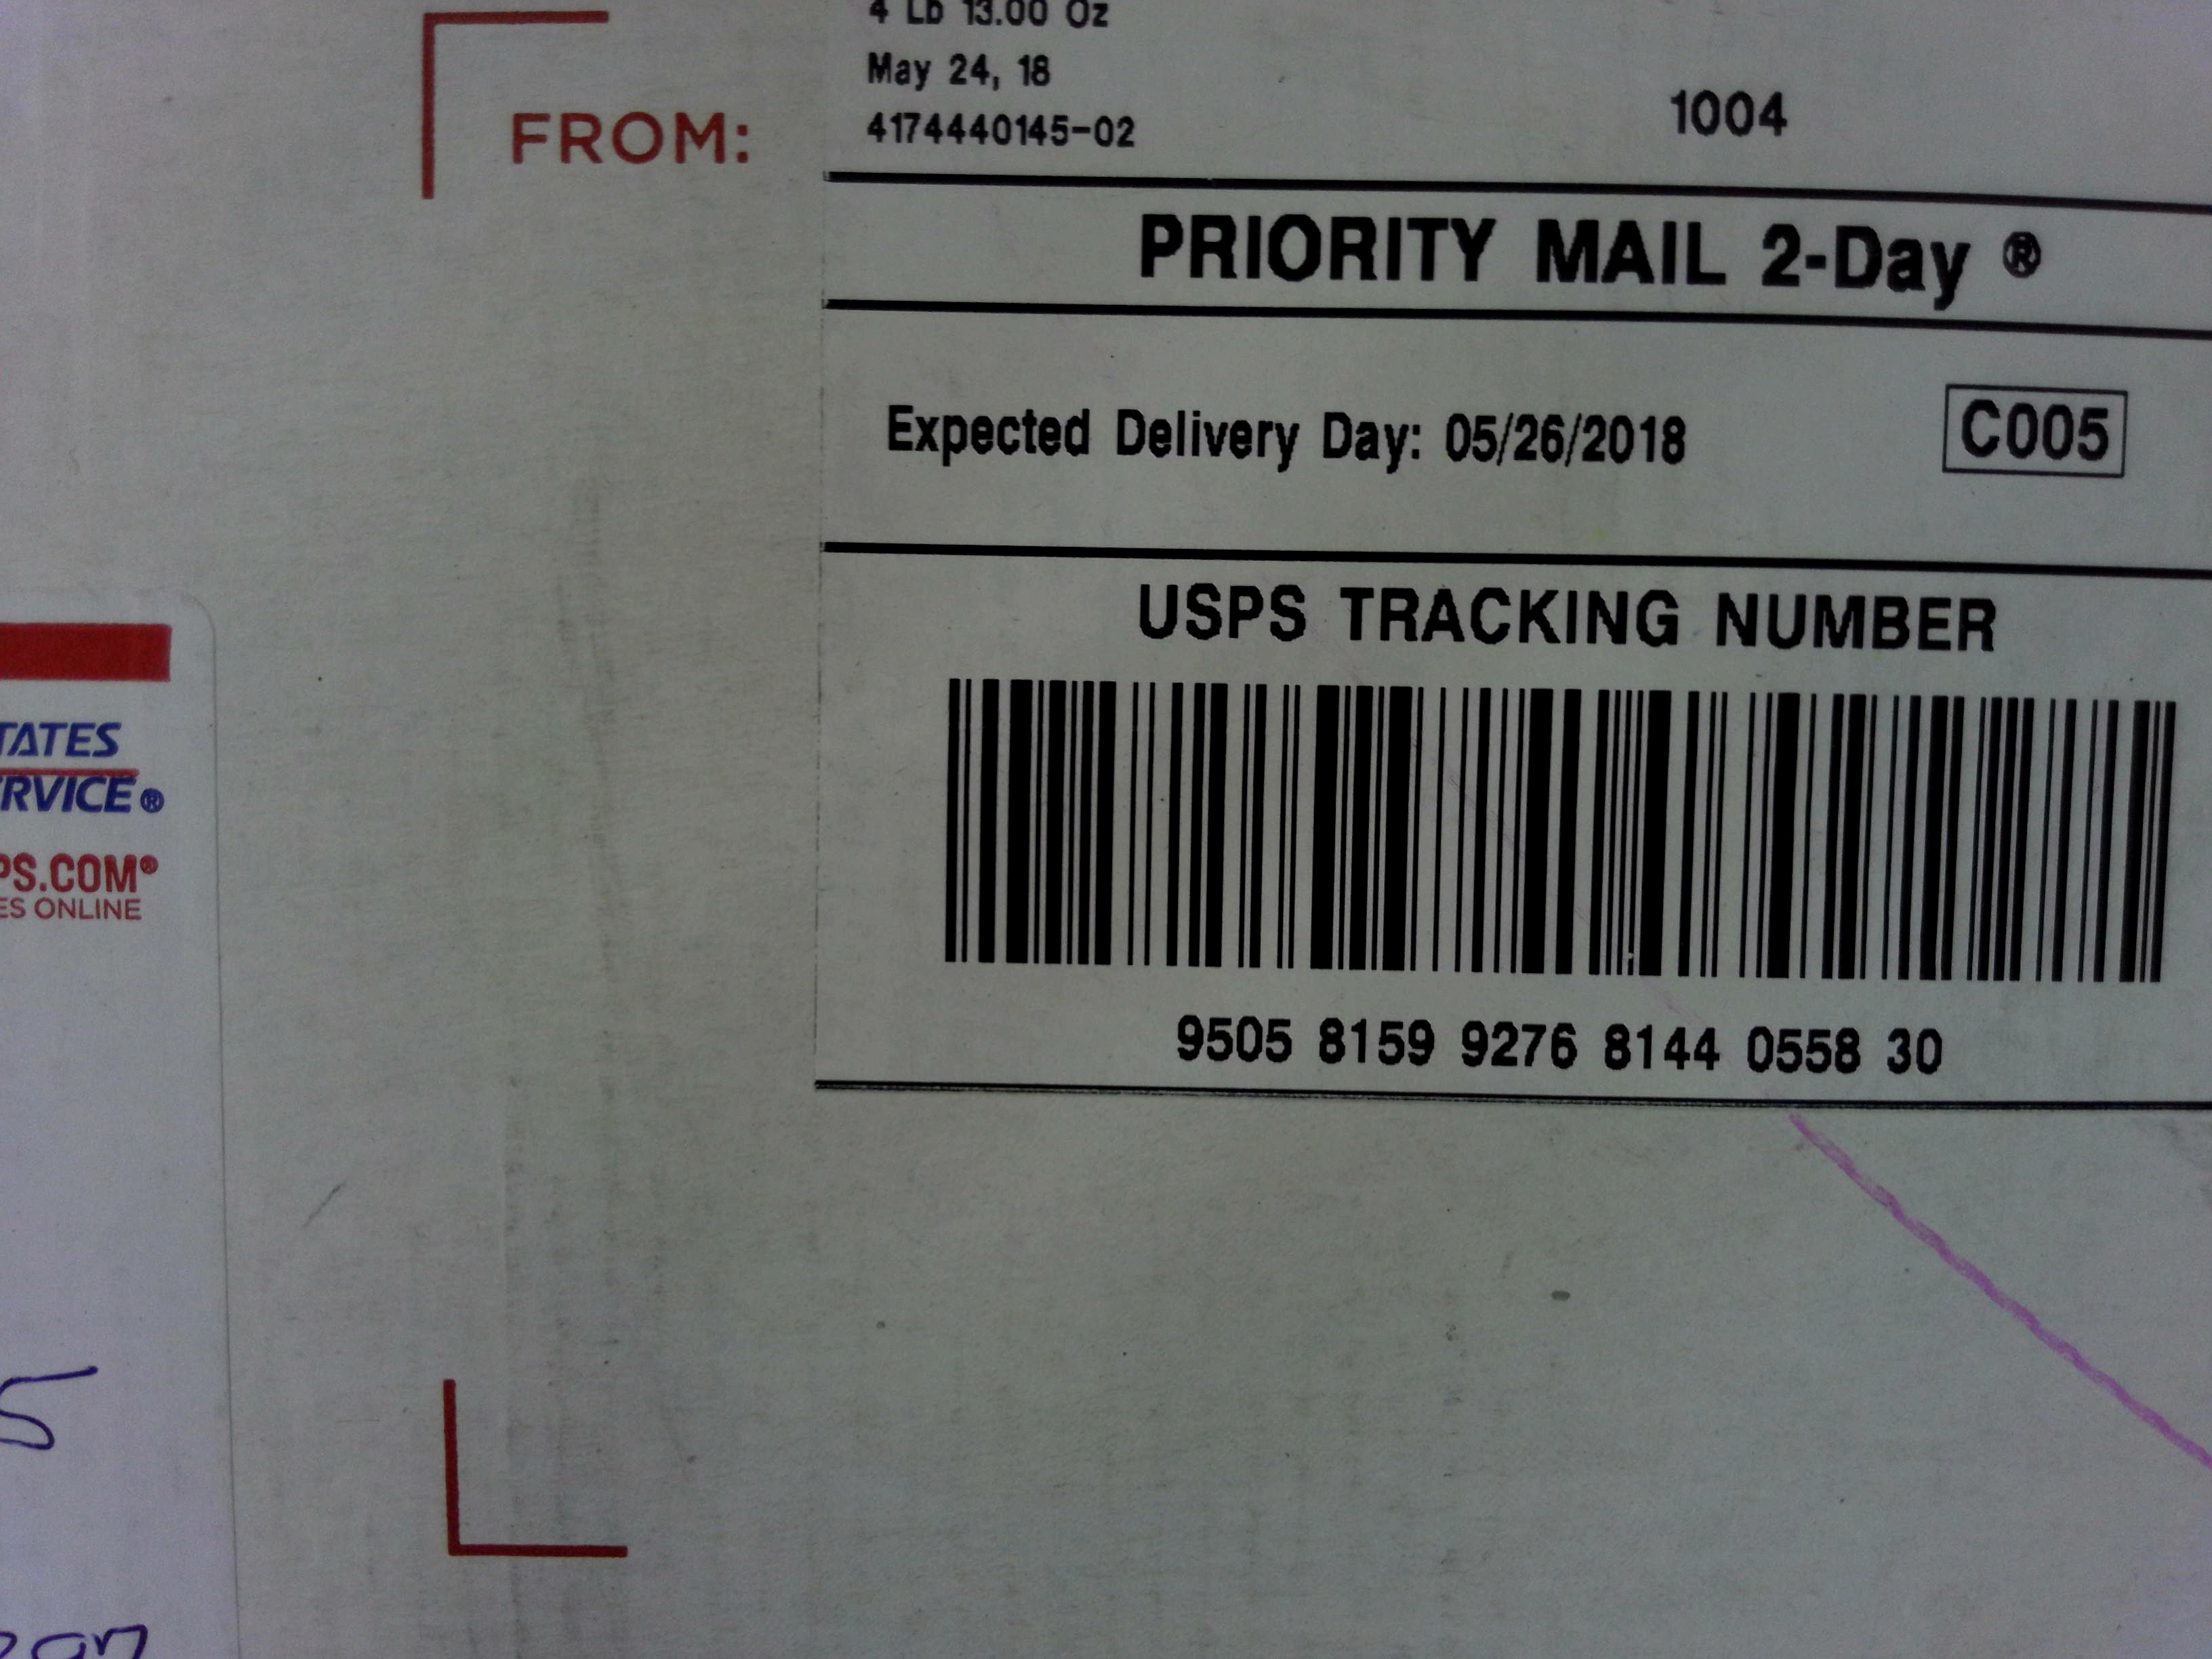 4 Lb 13.00 Oz
May 24, 18
4174440145-02
1004
FROM:
PRIORITY MAIL 2-Day ®
Expected Delivery Day: 05/26/2018
C005
USPS TRACKING NUMBER
9505 8159 9276 8144 0558 30
TATES
RVICE®
PS.COM®
ES ONLINE
5